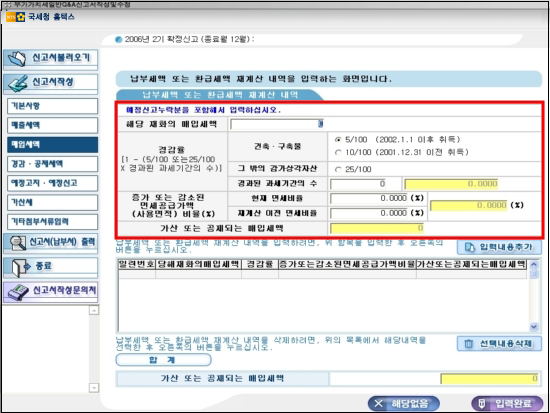 부가가치세일반Q&A신고서작성및수정
국세청 홈택스
2006년 2기 확정신고 (종료월 12월) :
신고서불러오기
신고서작성
기본사항
매출세액
매입세액
경감 · 공제세액
예정고지 · 예정신고
가산세
기타첨부서류입력
신고서(납부서) 출력
종료
신고서작성문의처
납부세액 또는 환급세액 재계산 내역을 입력하는 화면입니다.
납부세액 또는 환급세액 재계산 내역
예정신고누락분을 포함해서 입력하십시오.
해당 재화의 매입세액
경감률
[1 - (5/100 또는25/100
X 경과된 과세기간의 수)]
건축 · 구축물
5/100 (2002.1.1 이후 취득)
10/100 (2001.12.31 이전 취득)
그 밖의 감가상각자산
25/100
경과된 과세기간의 수
0
0.0000
증가 또는 감소된
면세공급가액
(사용면적) 비율(%)
현재 면세비율
0.0000 (%)
0.0000 (%)
재계산 이전 면세비율
0.0000 (%)
가산 또는 공제되는 매입세액
0
납부세액 또는 환급세액 재계산 내역을 입력하려면, 위 항목을 입력한 후 오른쪽의
버튼을 누르십시오.
입력내용추가
일련번호 당해재화의매입세액 경감률 증가또는감소된면세공급가액비율 가산또는공제되는매입세액
납부세액 또는 환급세액 재계산 내역을 삭제하려면, 위의 목록에서 해당내역을
선택한 후 오른쪽의 버튼을 누르십시오.
선택내용삭제
합 계
가산 또는 공제되는 매입세액
0
해당없음
입력완료